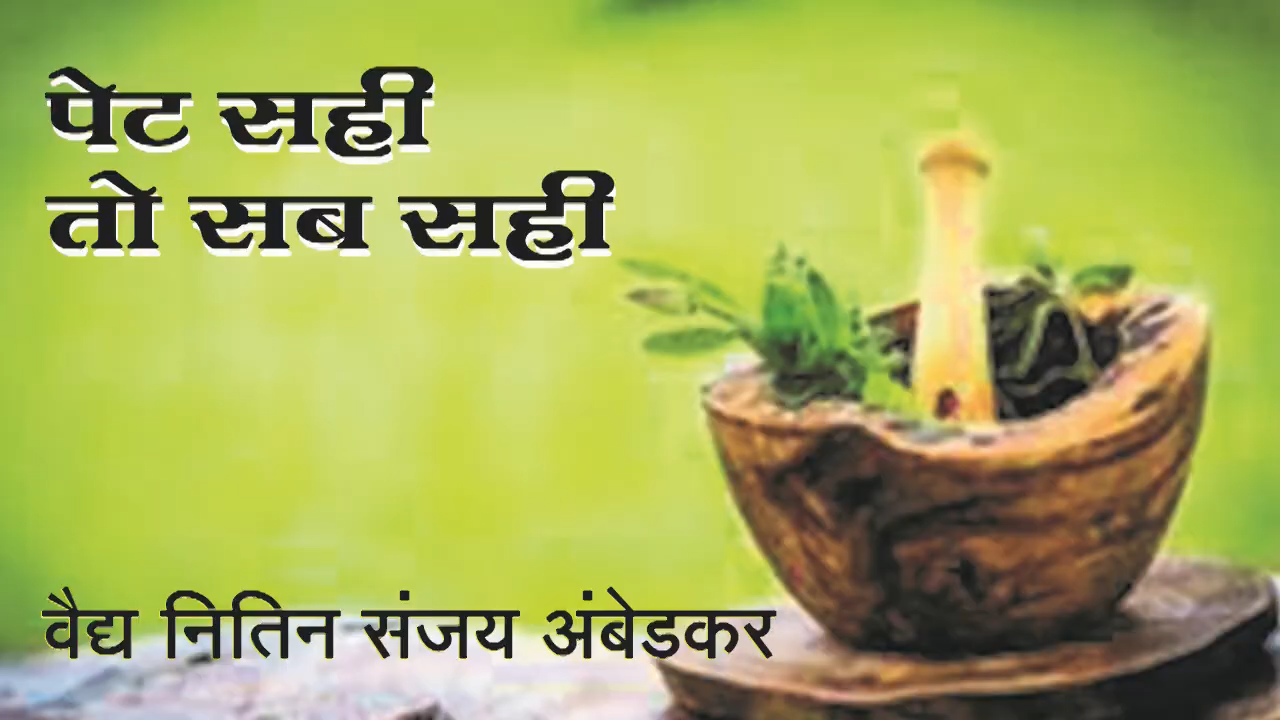 पेट सही
तो सब सही
वैद्य नितिन संजय अंबेडकर